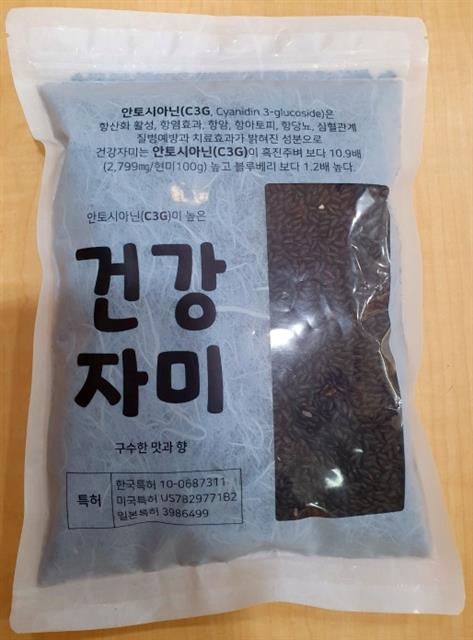 안토시아닌(C3G, Cyanidin 3-glucoside)은
항산화 활성, 항염효과, 항암, 항아토피, 항당뇨, 심혈관계
질병예방과 치료효과가 밝혀진 성분으로
건강자미는 안토시아닌(C3G)이 흑진주벼 보다 10.9배
(2,799mg/현미100g) 높고 블루베리 보다 1.2배 높다.
안토시아닌(C3G)이 높은
건강
자미
구수한 맛과 향
특허
한국특허 10-0687311
미국특허 US7829771B2
일본특허 3986499